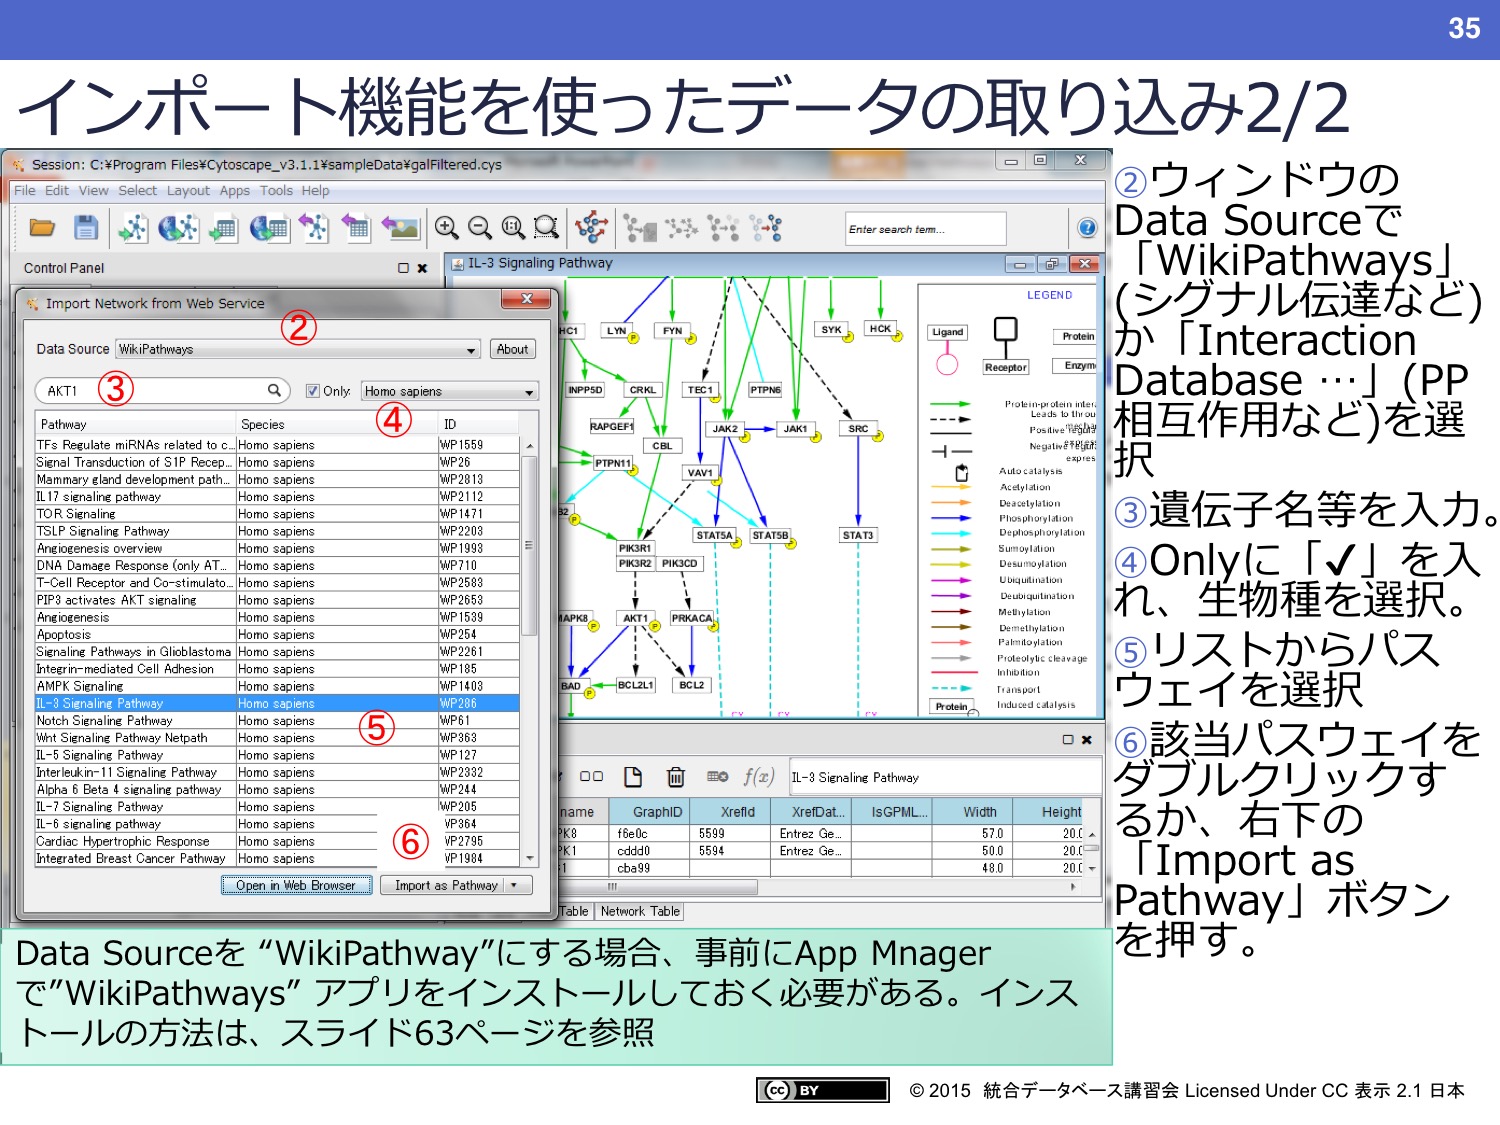 35
インポート機能を使ったデータの取り込み2/2
Session: C:¥Program Files¥Cytoscape_v3.1.1¥sampleData¥galFiltered.cys
File Edit View Select Layout Apps Tools Help
Enter search term...
Control Panel
IL-3 Signaling Pathway
Import Network from Web Service
②
Data Source WikiPathways About
AKT1 ③ Only: Homo sapiens
④
Pathway Species ID
TFs Regulate miRNAs related to c... Homo sapiens WP1559
Signal Transduction of S1P Recep... Homo sapiens WP26
Mammary gland development path... Homo sapiens WP2813
IL17 signaling pathway Homo sapiens WP2112
TOR Signaling Homo sapiens WP1471
TSLP Signaling Pathway Homo sapiens WP2203
Angiogenesis overview Homo sapiens WP1993
DNA Damage Response (only AT... Homo sapiens WP710
T-Cell Receptor and Co-stimulato... Homo sapiens WP2583
PIP3 activates AKT signaling Homo sapiens WP2653
Angiogenesis Homo sapiens WP1539
Apoptosis Homo sapiens WP254
Signaling Pathways in Glioblastoma Homo sapiens WP2261
Integrin-mediated Cell Adhesion Homo sapiens WP185
AMPK Signaling Homo sapiens WP1403
IL-3 Signaling Pathway Homo sapiens WP286
Notch Signaling Pathway Homo sapiens WP61
Wnt Signaling Pathway Netpath Homo sapiens WP363
⑤
IL-5 Signaling Pathway Homo sapiens WP127
Interleukin-11 Signaling Pathway Homo sapiens WP2332
Alpha 6 Beta 4 signaling pathway Homo sapiens WP244
IL-7 Signaling Pathway Homo sapiens WP205
IL-6 signaling pathway Homo sapiens WP364
Cardiac Hypertrophic Response Homo sapiens WP2795
⑥
Integrated Breast Cancer Pathway Homo sapiens WP1984
Open in Web Browser Import as Pathway
HC1 LYN FYN SYK HCK
INPP5D CRKL TEC1 PTPN6
RAPGEF1 CBL JAK2 JAK1 SRC
PTPN11 VAV1
STAT5A STAT5B STAT3
PIK3R1
PIK3R2 PIK3CD
MAPK8 AKT1 PRKACA
BAD BCL2L1 BCL2
LEGEND
Ligand
Receptor
Protein
Enzym
Protein-protein inter
Leads to throu
Positive regula
Negative regul
expres
Autocatalysis
Acetylation
Deacetylation
Phosphorylation
Dephosphorylation
Sumoylation
Desumoylation
Ubiquitination
Deubiquitination
Methylation
Demethylation
Palmitoylation
Proteolytic cleavage
Inhibition
Transport
Protein Induced catalysis
f(x) IL-3 Signaling Pathway
name GraphID XrefId XrefDat... IsGPML... Width Height
PK8 f6e0c 5599 Entrez Ge... 57.0 20.0
PK1 cddd0 5594 Entrez Ge... 50.0 20.0
1 cba99 48.0 20.0
Table Network Table
②ウィンドウの
Data Sourceで
「WikiPathways」
(シグナル伝達など)
か「Interaction
Database …」(PP
相互作用など)を選
択
③遺伝子名等を入力。
④Onlyに「✓」を入
れ、生物種を選択。
⑤リストからパス
ウェイを選択
⑥該当パスウェイを
ダブルクリックす
るか、右下の
「Import as
Pathway」ボタン
を押す。
Data Sourceを “WikiPathway”にする場合、事前にApp Mnager
で”WikiPathways” アプリをインストールしておく必要がある。インス
トールの方法は、スライド63ページを参照
cc BY
© 2015 統合データベース講習会 Licensed Under CC 表示 2.1 日本